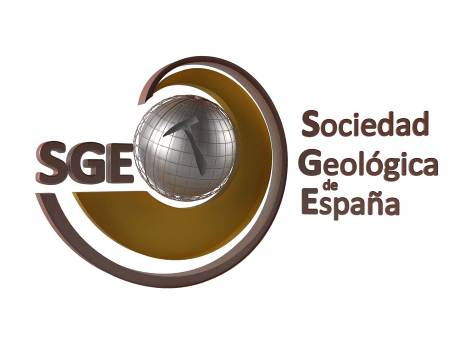 SGE
Sociedad
Geológica
de
España